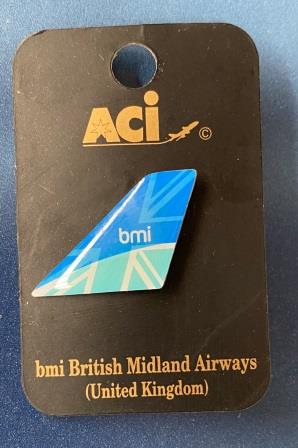 ACi ©
bmi
bmi British Midland Airways
(United Kingdom)